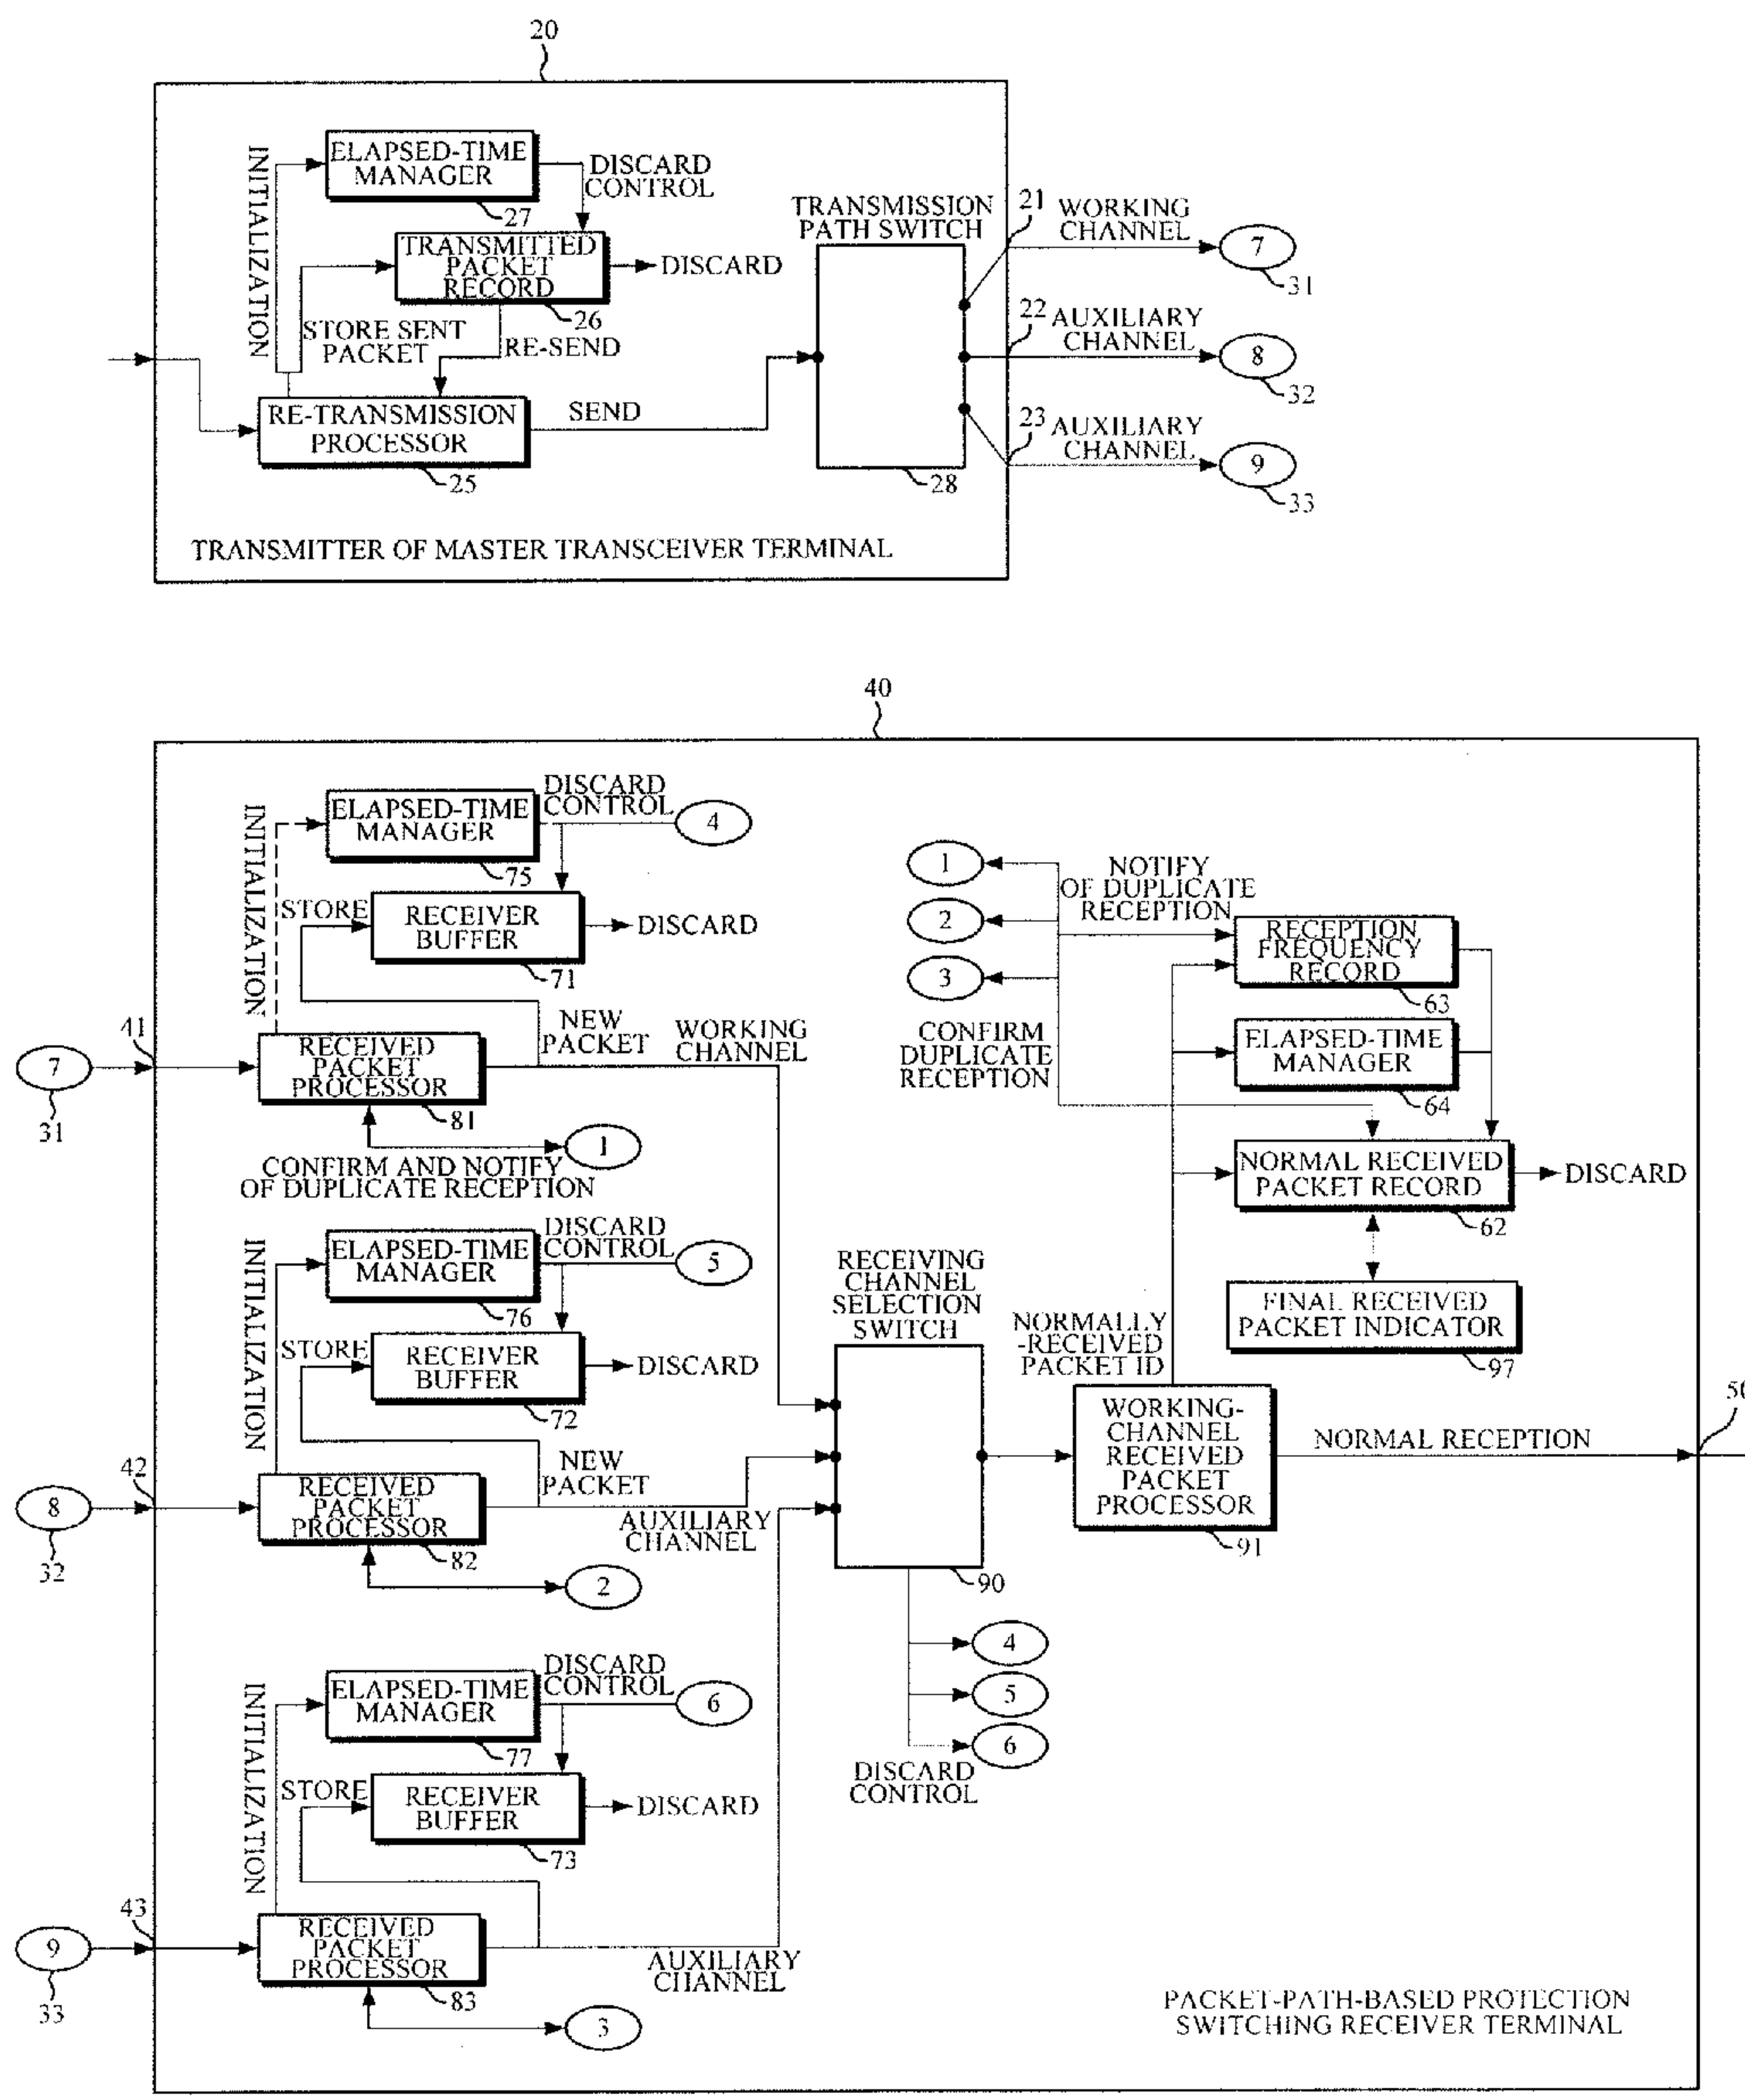 20
ELAPSED-TIME
MANAGER
27
INITIALIZATION
DISCARD
CONTROL
TRANSMITTED
PACKET
RECORD
26
DISCARD
STORE SENT
PACKET
RE-SEND
RE-TRANSMISSION
PROCESSOR
25
SEND
TRANSMISSION
PATH SWITCH
28
21
WORKING
CHANNEL
7
31
22
AUXILIARY
CHANNEL
8
32
23
AUXILIARY
CHANNEL
9
33
TRANSMITTER OF MASTER TRANSCEIVER TERMINAL
40
INITIALIZATION
ELAPSED-TIME
MANAGER
75
DISCARD
CONTROL
4
STORE
RECEIVER
BUFFER
71
DISCARD
7
31
41
RECEIVED
PACKET
PROCESSOR
81
NEW
PACKET
WORKING
CHANNEL
1
CONFIRM AND NOTIFY
OF DUPLICATE RECEPTION
INITIALIZATION
ELAPSED-TIME
MANAGER
76
DISCARD
CONTROL
5
STORE
RECEIVER
BUFFER
72
DISCARD
8
32
42
RECEIVED
PACKET
PROCESSOR
82
NEW
PACKET
AUXILIARY
CHANNEL
2
INITIALIZATION
ELAPSED-TIME
MANAGER
77
DISCARD
CONTROL
6
STORE
RECEIVER
BUFFER
73
DISCARD
9
33
43
RECEIVED
PACKET
PROCESSOR
83
AUXILIARY
CHANNEL
3
RECEIVING
CHANNEL
SELECTION
SWITCH
90
4
5
6
DISCARD
CONTROL
1
2
3
NOTIFY
OF DUPLICATE
RECEPTION
CONFIRM
DUPLICATE
RECEPTION
RECEPTION
FREQUENCY
RECORD
63
ELAPSED-TIME
MANAGER
64
NORMAL RECEIVED
PACKET RECORD
62
DISCARD
FINAL RECEIVED
PACKET INDICATOR
97
NORMALLY
-RECEIVED
PACKET ID
WORKING-
CHANNEL
RECEIVED
PACKET
PROCESSOR
91
NORMAL RECEPTION
50
PACKET-PATH-BASED PROTECTION
SWITCHING RECEIVER TERMINAL